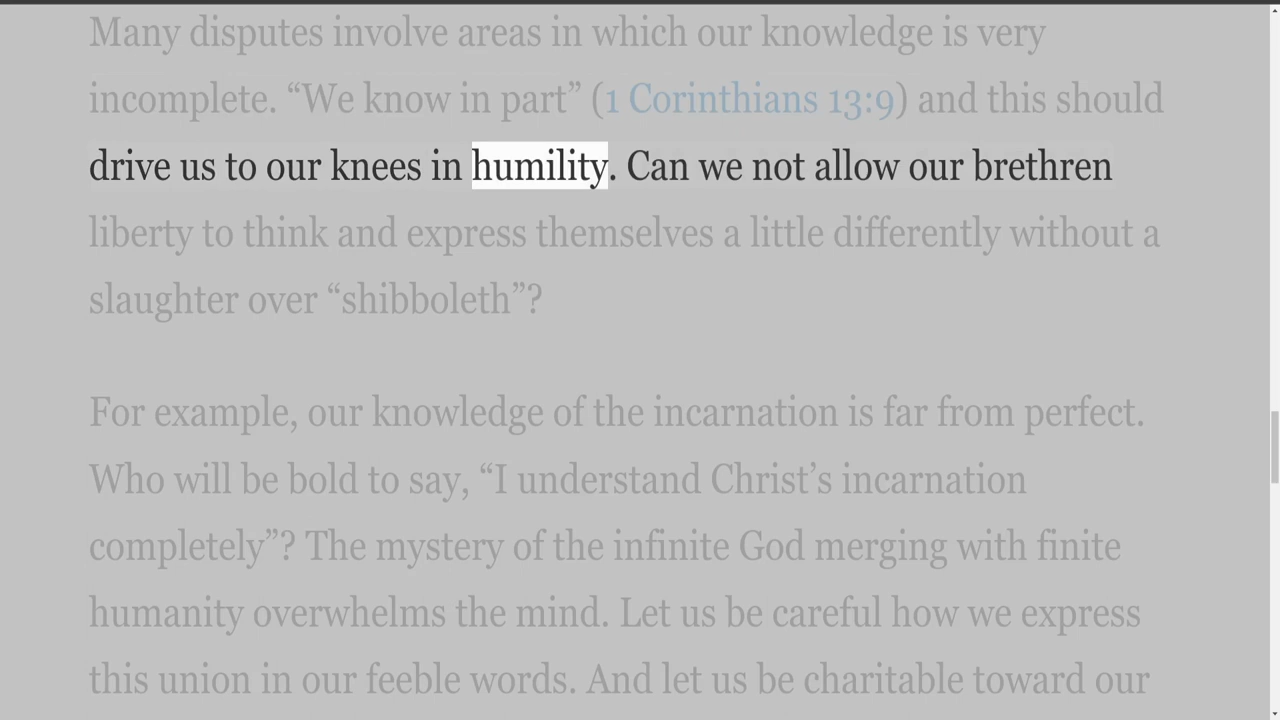 Many disputes involve areas in which our knowledge is very
incomplete. “We know in part” (1 Corinthians 13:9) and this should
drive us to our knees in humility. Can we not allow our brethren
liberty to think and express themselves a little differently without a
slaughter over “shibboleth”?
For example, our knowledge of the incarnation is far from perfect.
Who will be bold to say, “I understand Christ’s incarnation
completely”? The mystery of the infinite God merging with finite
humanity overwhelms the mind. Let us be careful how we express
this union in our feeble words. And let us be charitable toward our